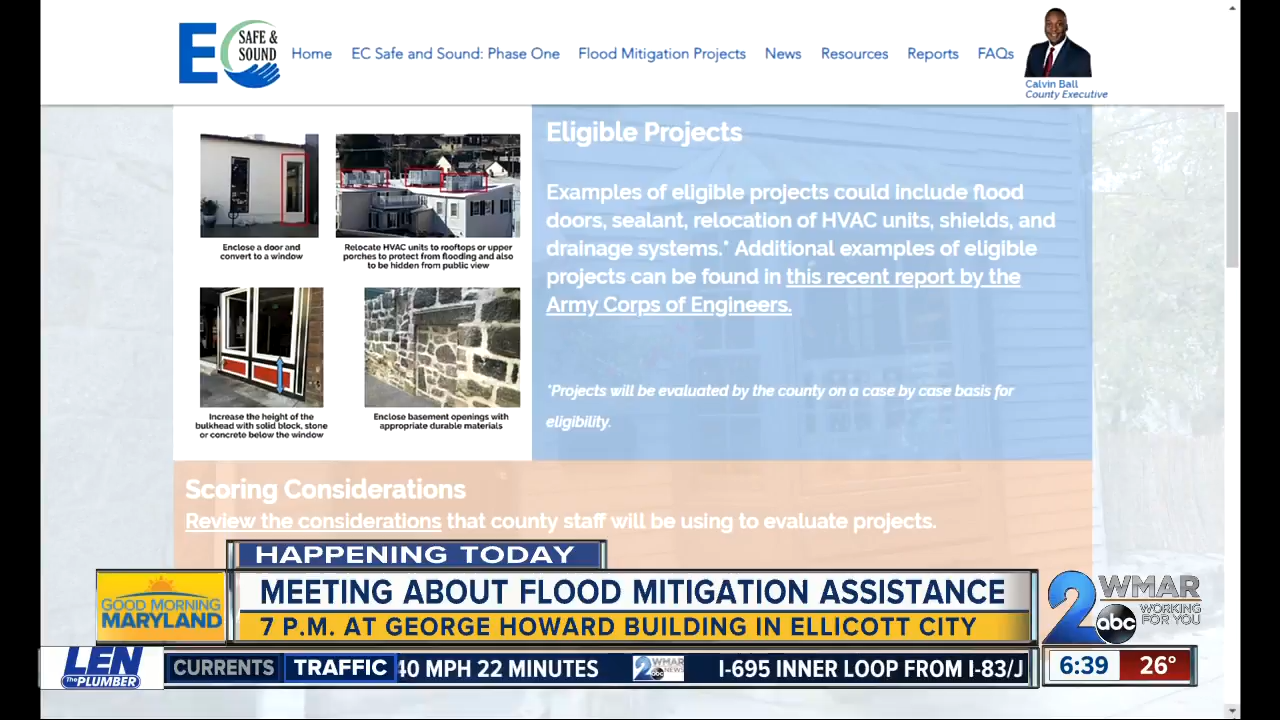 EC SAFE & SOUND
Home EC Safe and Sound: Phase One Flood Mitigation Projects News Resources Reports FAQs
Calvin Ball
County Executive
Enclose a door and
convert to a window
Relocate HVAC units to rooftops or upper
porches to protect from flooding and also
to be hidden from public view
Increase the height of the
bulkhead with solid block, stone
or concrete below the window
Enclose basement openings with
appropriate durable materials
Eligible Projects
Examples of eligible projects could include flood
doors, sealant, relocation of HVAC units, shields, and
drainage systems.* Additional examples of eligible
projects can be found in this recent report by the
Army Corps of Engineers.
*Projects will be evaluated by the county on a case by case basis for
eligibility.
Scoring Considerations
Review the considerations that county staff will be using to evaluate projects.
HAPPENING TODAY
GOOD MORNING
MARYLAND
MEETING ABOUT FLOOD MITIGATION ASSISTANCE
7 P.M. AT GEORGE HOWARD BUILDING IN ELLICOTT CITY
2 WMAR
abc WORKING
FOR YOU
LEN
The PLUMBER
CURRENTS TRAFFIC 40 MPH 22 MINUTES 2 WMAR NEWS abc I-695 INNER LOOP FROM I-83/J
6:39 26°